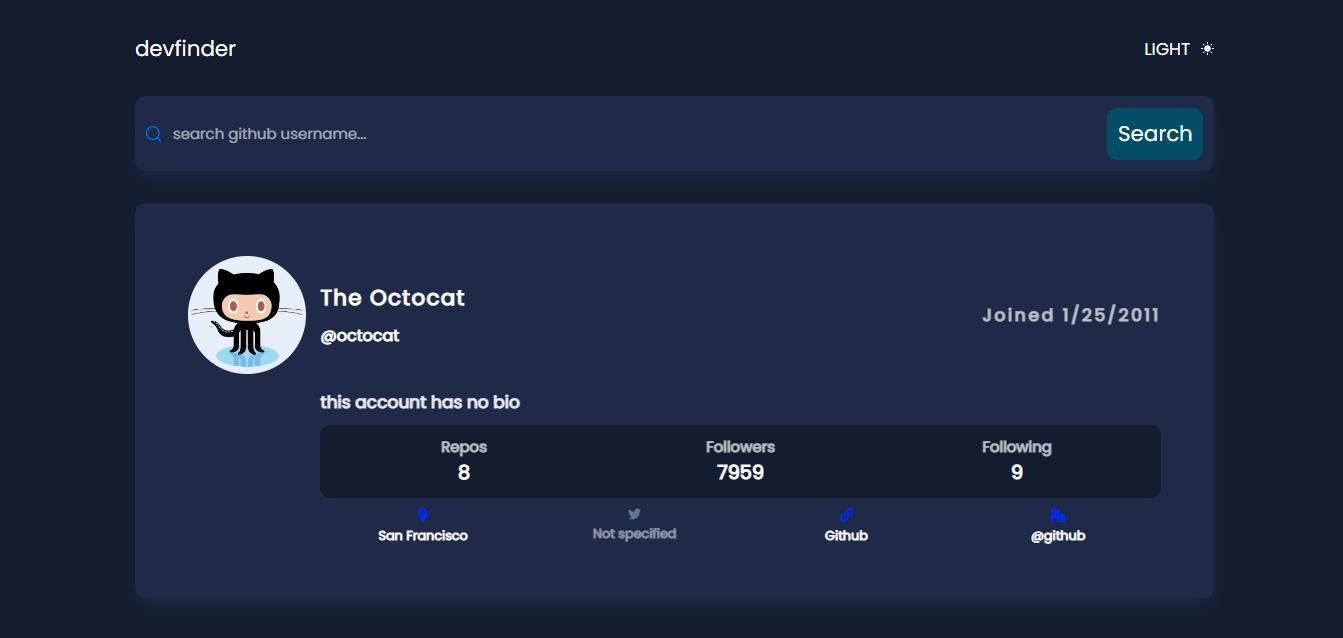 devfinder
LIGHT
search github username...
Search
The Octocat
@octocat
Joined 1/25/2011
this account has no bio
Repos
8
Followers
7959
Following
9
San Francisco
Not specified
Github
@github